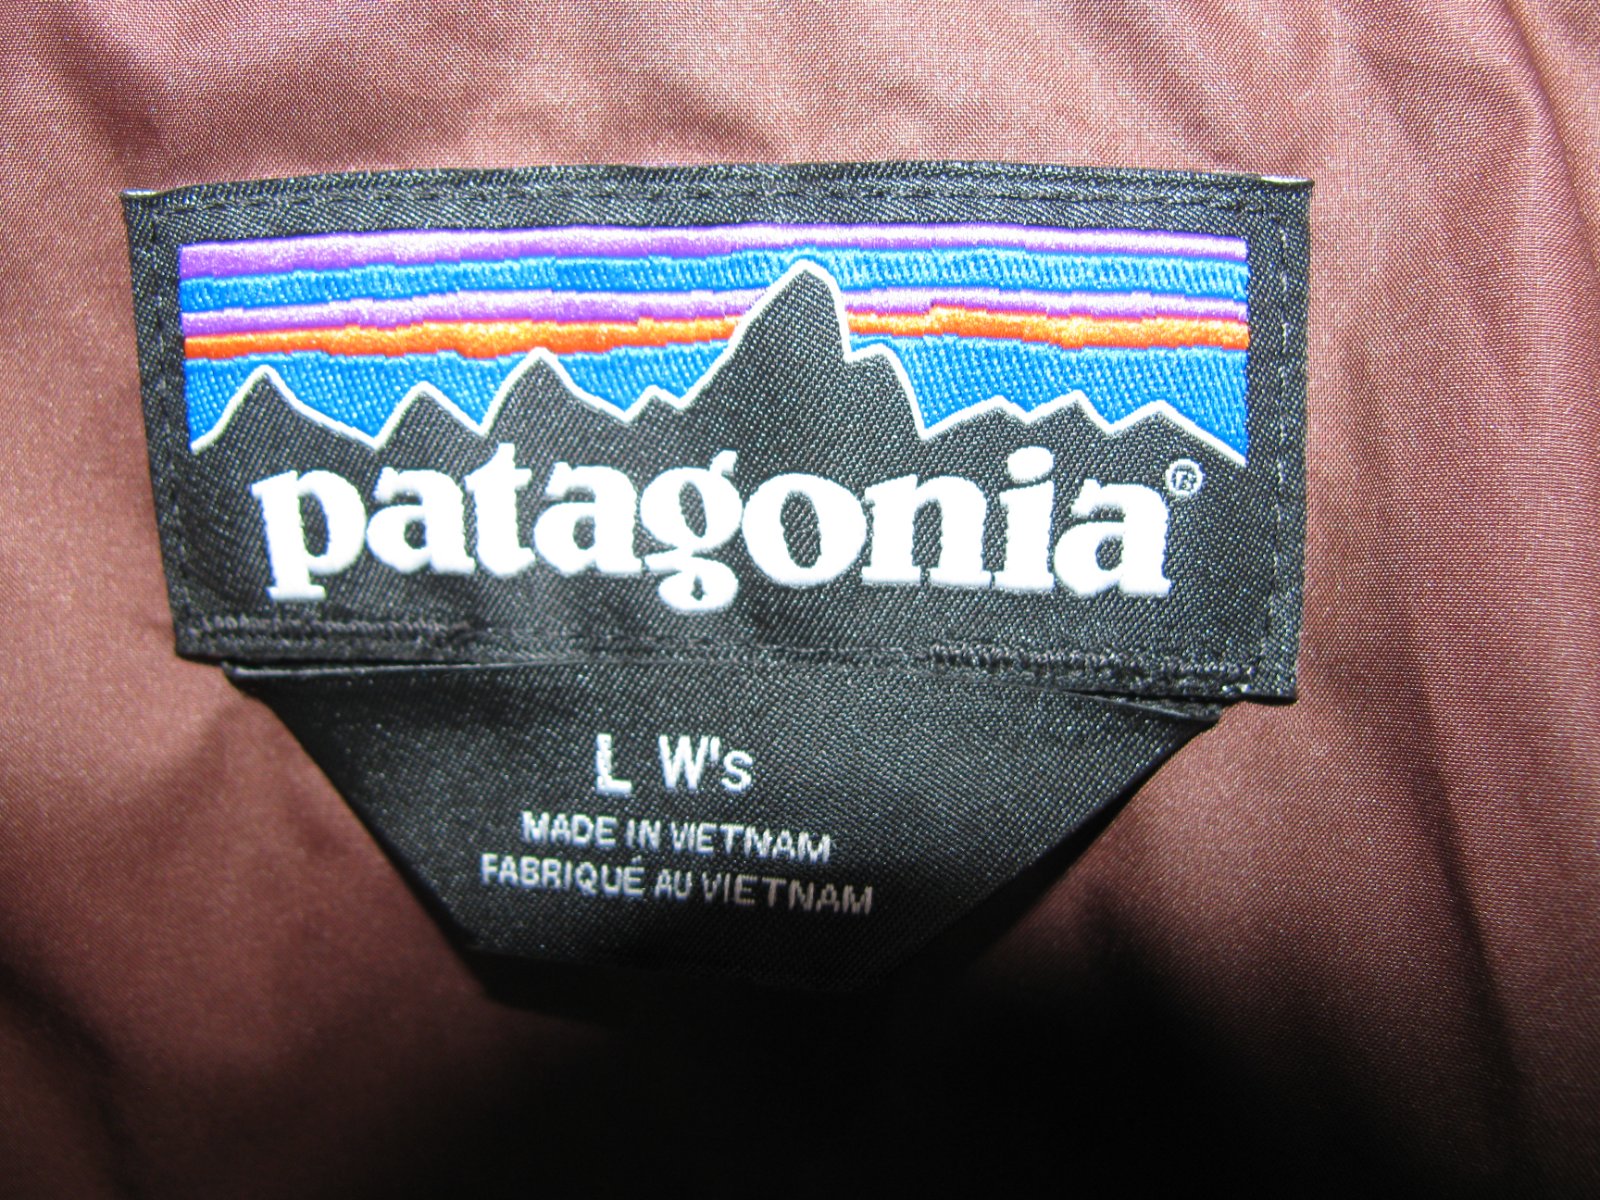 patagonia®
L W's
MADE IN VIETNAM
FABRIQUÉ AU VIETNAM